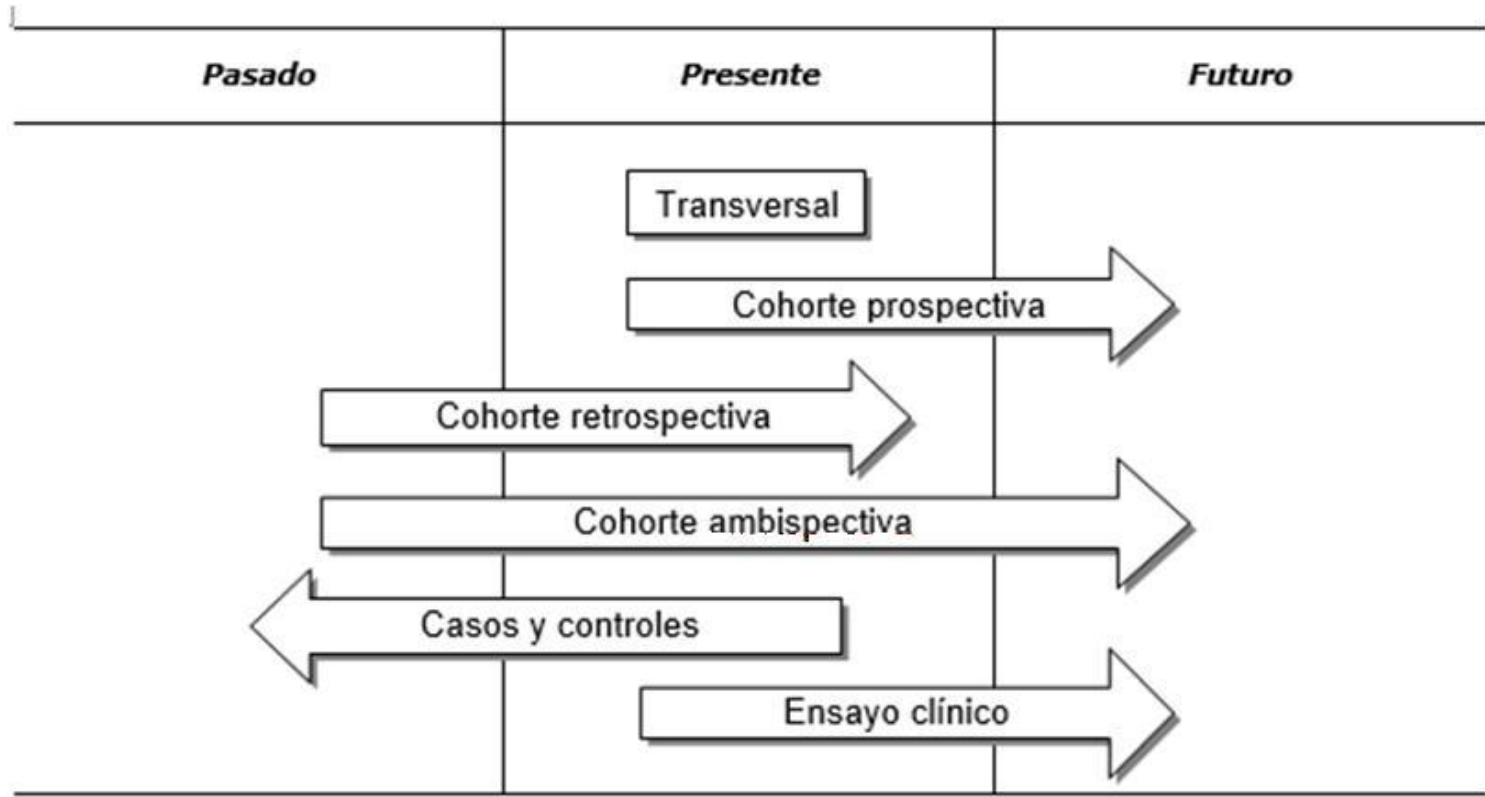 Pasado Presente Futuro
Transversal
Cohorte prospectiva
Cohorte retrospectiva
Cohorte ambispectiva
Casos y controles
Ensayo clínico